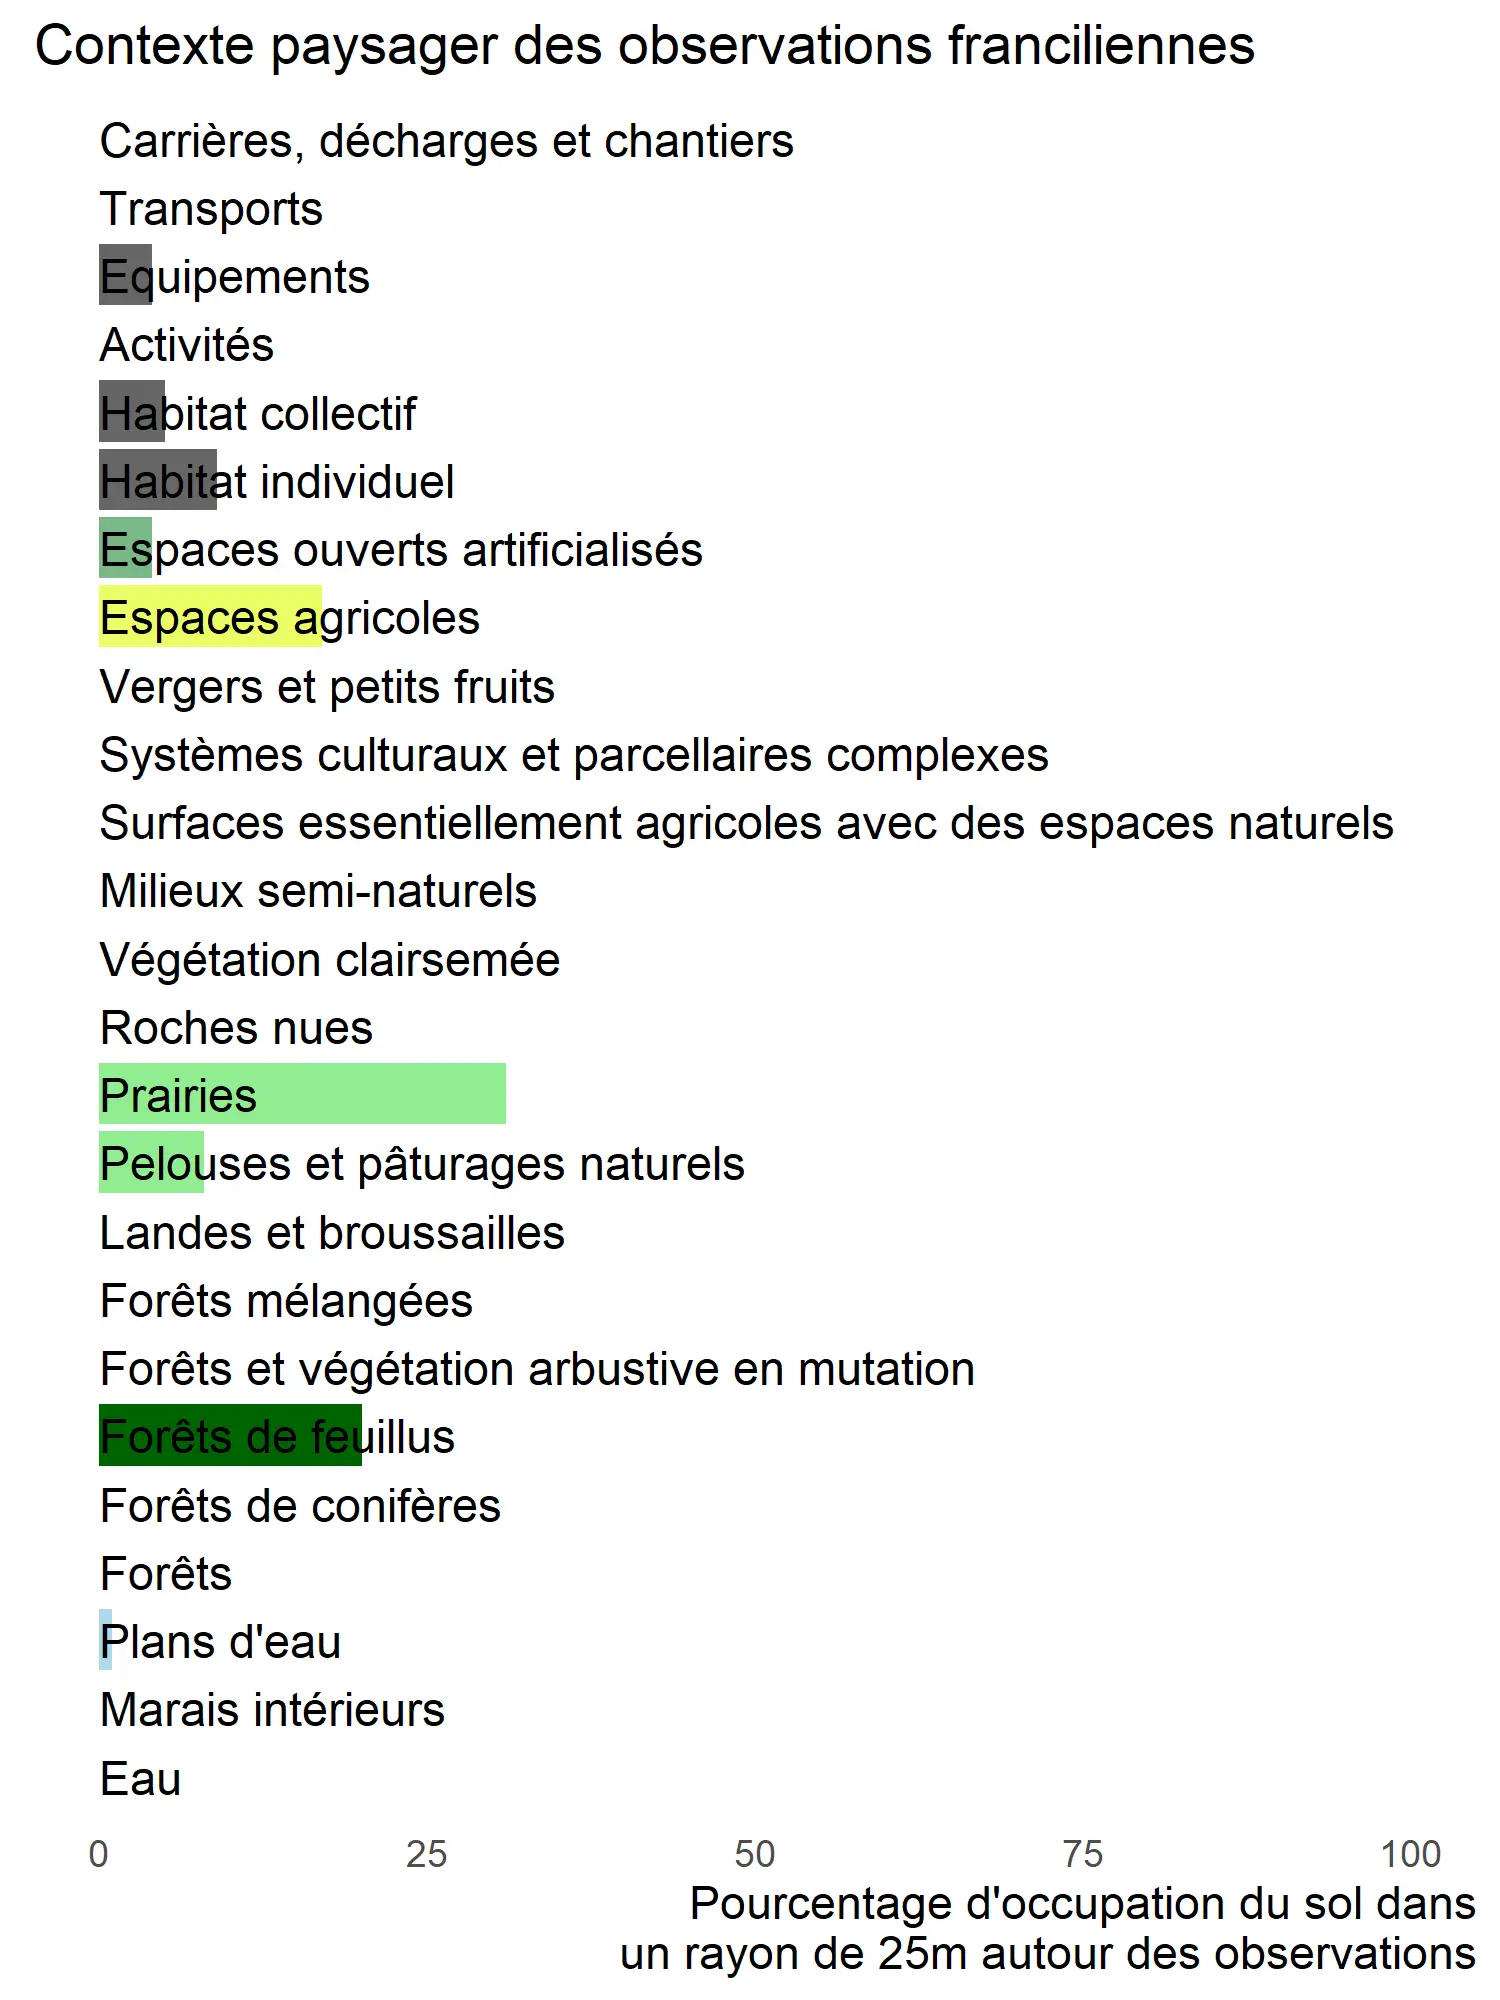 Contexte paysager des observations franciliennes
Carrières, décharges et chantiers
Transports
Equipements
Activités
Habitat collectif
Habitat individuel
Espaces ouverts artificialisés
Espaces agricoles
Vergers et petits fruits
Systèmes culturaux et parcellaires complexes
Surfaces essentiellement agricoles avec des espaces naturels
Milieux semi-naturels
Végétation clairsemée
Roches nues
Prairies
Pelouses et pâturages naturels
Landes et broussailles
Forêts mélangées
Forêts et végétation arbustive en mutation
Forêts de feuillus
Forêts de conifères
Forêts
Plans d'eau
Marais intérieurs
Eau
0 25 50 75 100
Pourcentage d'occupation du sol dans
un rayon de 25m autour des observations